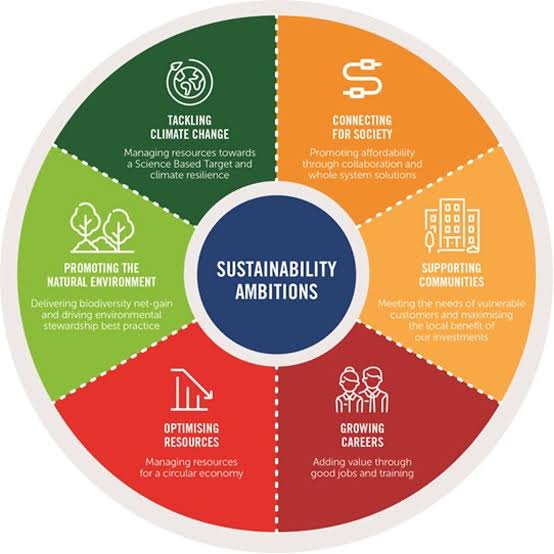 TACKLING
CLIMATE CHANGE
Managing resources towards
a Science Based Target and
climate resilience
CONNECTING
FOR SOCIETY
Promoting affordability
through collaboration and
whole system solutions
SUPPORTING
COMMUNITIES
Meeting the needs of vulnerable
customers and maximising
the local benefit of
our investments
GROWING
CAREERS
Adding value through
good jobs and training
OPTIMISING
RESOURCES
Managing resources
for a circular economy
PROMOTING THE
NATURAL ENVIRONMENT
Delivering biodiversity net-gain
and driving environmental
stewardship best practice
SUSTAINABILITY
AMBITIONS